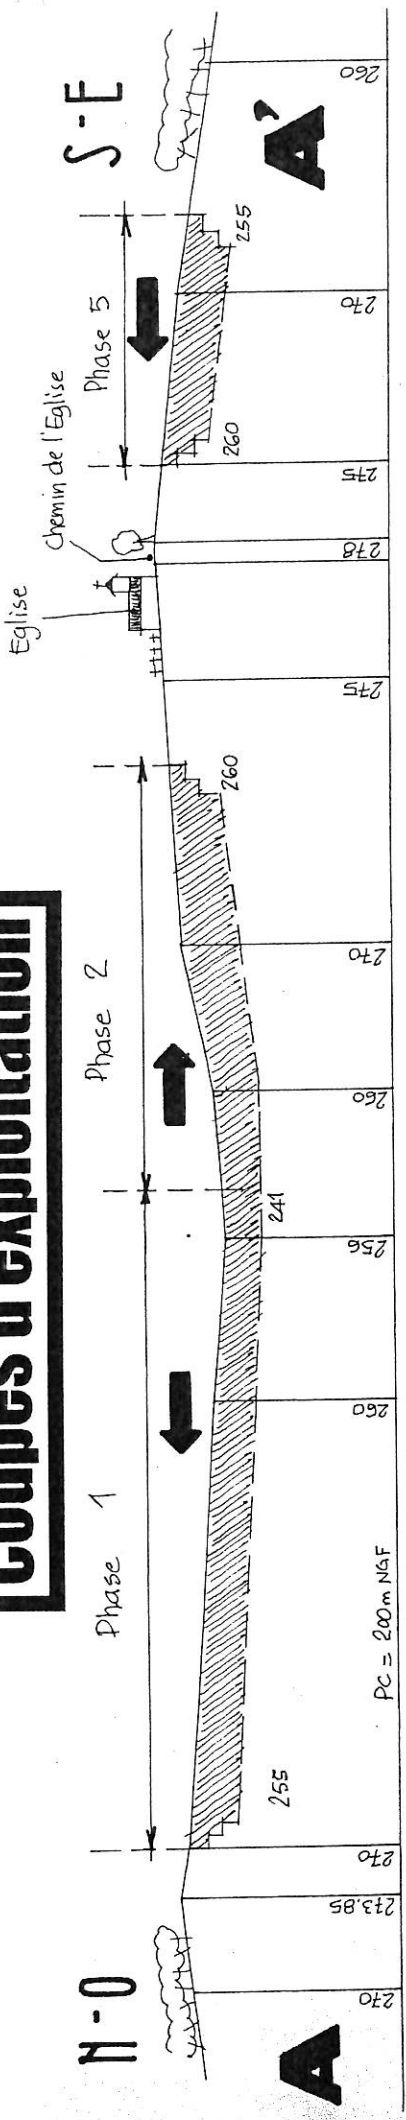 Coupes d'exploitation
N-O
S-E
Phase 1
Phase 2
Eglise
Chemin de l'Eglise
Phase 5
255
241
260
260
255
A
A'
270
273.85
270
PC = 200m NGF
260
256
260
270
275
278
275
270
260